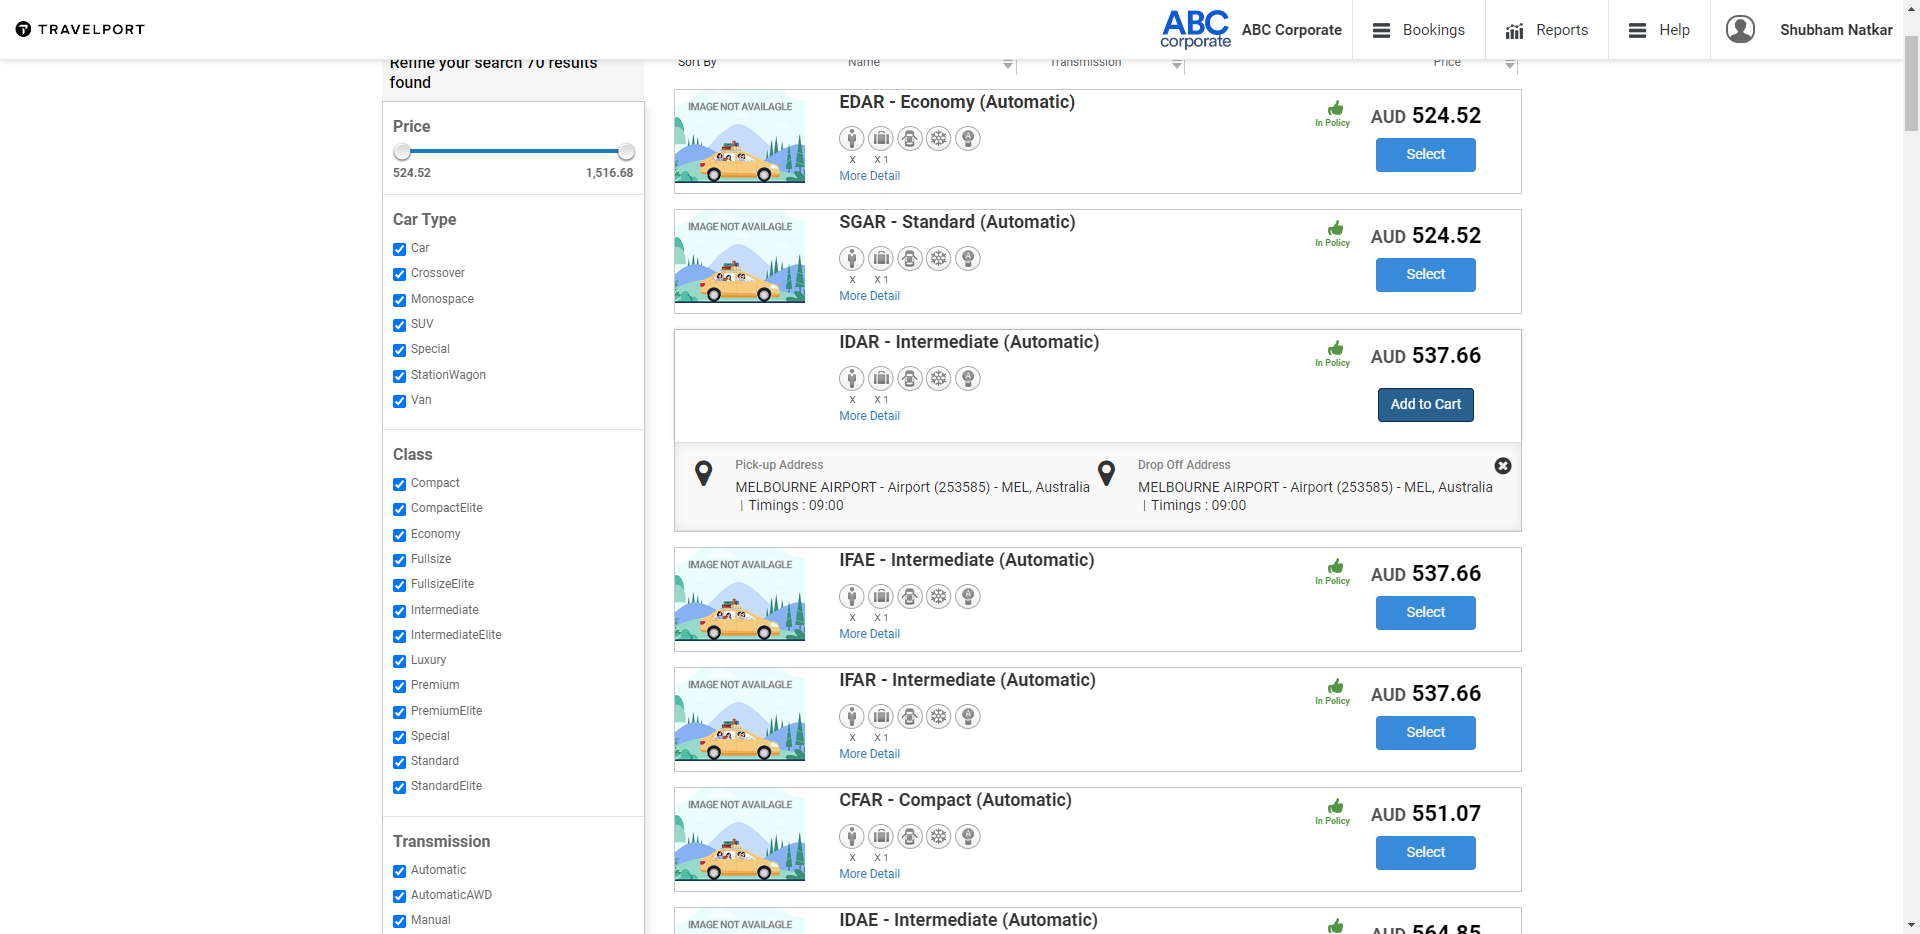 TRAVELPORT
ABC
corporate
ABC Corporate
Bookings
Reports
Help
Shubham Natkar
Refine your search 70 results
found
Price
524.52
1,516.68
Car Type
Car
Crossover
Monospace
SUV
Special
StationWagon
Van
Class
Compact
CompactElite
Economy
Fullsize
FullsizeElite
Intermediate
IntermediateElite
Luxury
Premium
PremiumElite
Special
Standard
StandardElite
Transmission
Automatic
AutomaticAWD
Manual
Sort By
Name
Transmission
Price
IMAGE NOT AVAILAGLE
EDAR - Economy (Automatic)
X
X 1
More Detail
In Policy
AUD 524.52
Select
IMAGE NOT AVAILAGLE
SGAR - Standard (Automatic)
X
X 1
More Detail
In Policy
AUD 524.52
Select
IDAR - Intermediate (Automatic)
X
X 1
More Detail
In Policy
AUD 537.66
Add to Cart
Pick-up Address
MELBOURNE AIRPORT - Airport (253585) - MEL, Australia
| Timings : 09:00
Drop Off Address
MELBOURNE AIRPORT - Airport (253585) - MEL, Australia
| Timings : 09:00
IMAGE NOT AVAILAGLE
IFAE - Intermediate (Automatic)
X
X 1
More Detail
In Policy
AUD 537.66
Select
IMAGE NOT AVAILAGLE
IFAR - Intermediate (Automatic)
X
X 1
More Detail
In Policy
AUD 537.66
Select
IMAGE NOT AVAILAGLE
CFAR - Compact (Automatic)
X
X 1
More Detail
In Policy
AUD 551.07
Select
IMAGE NOT AVAILAGLE
IDAE - Intermediate (Automatic)
AUD 564.85